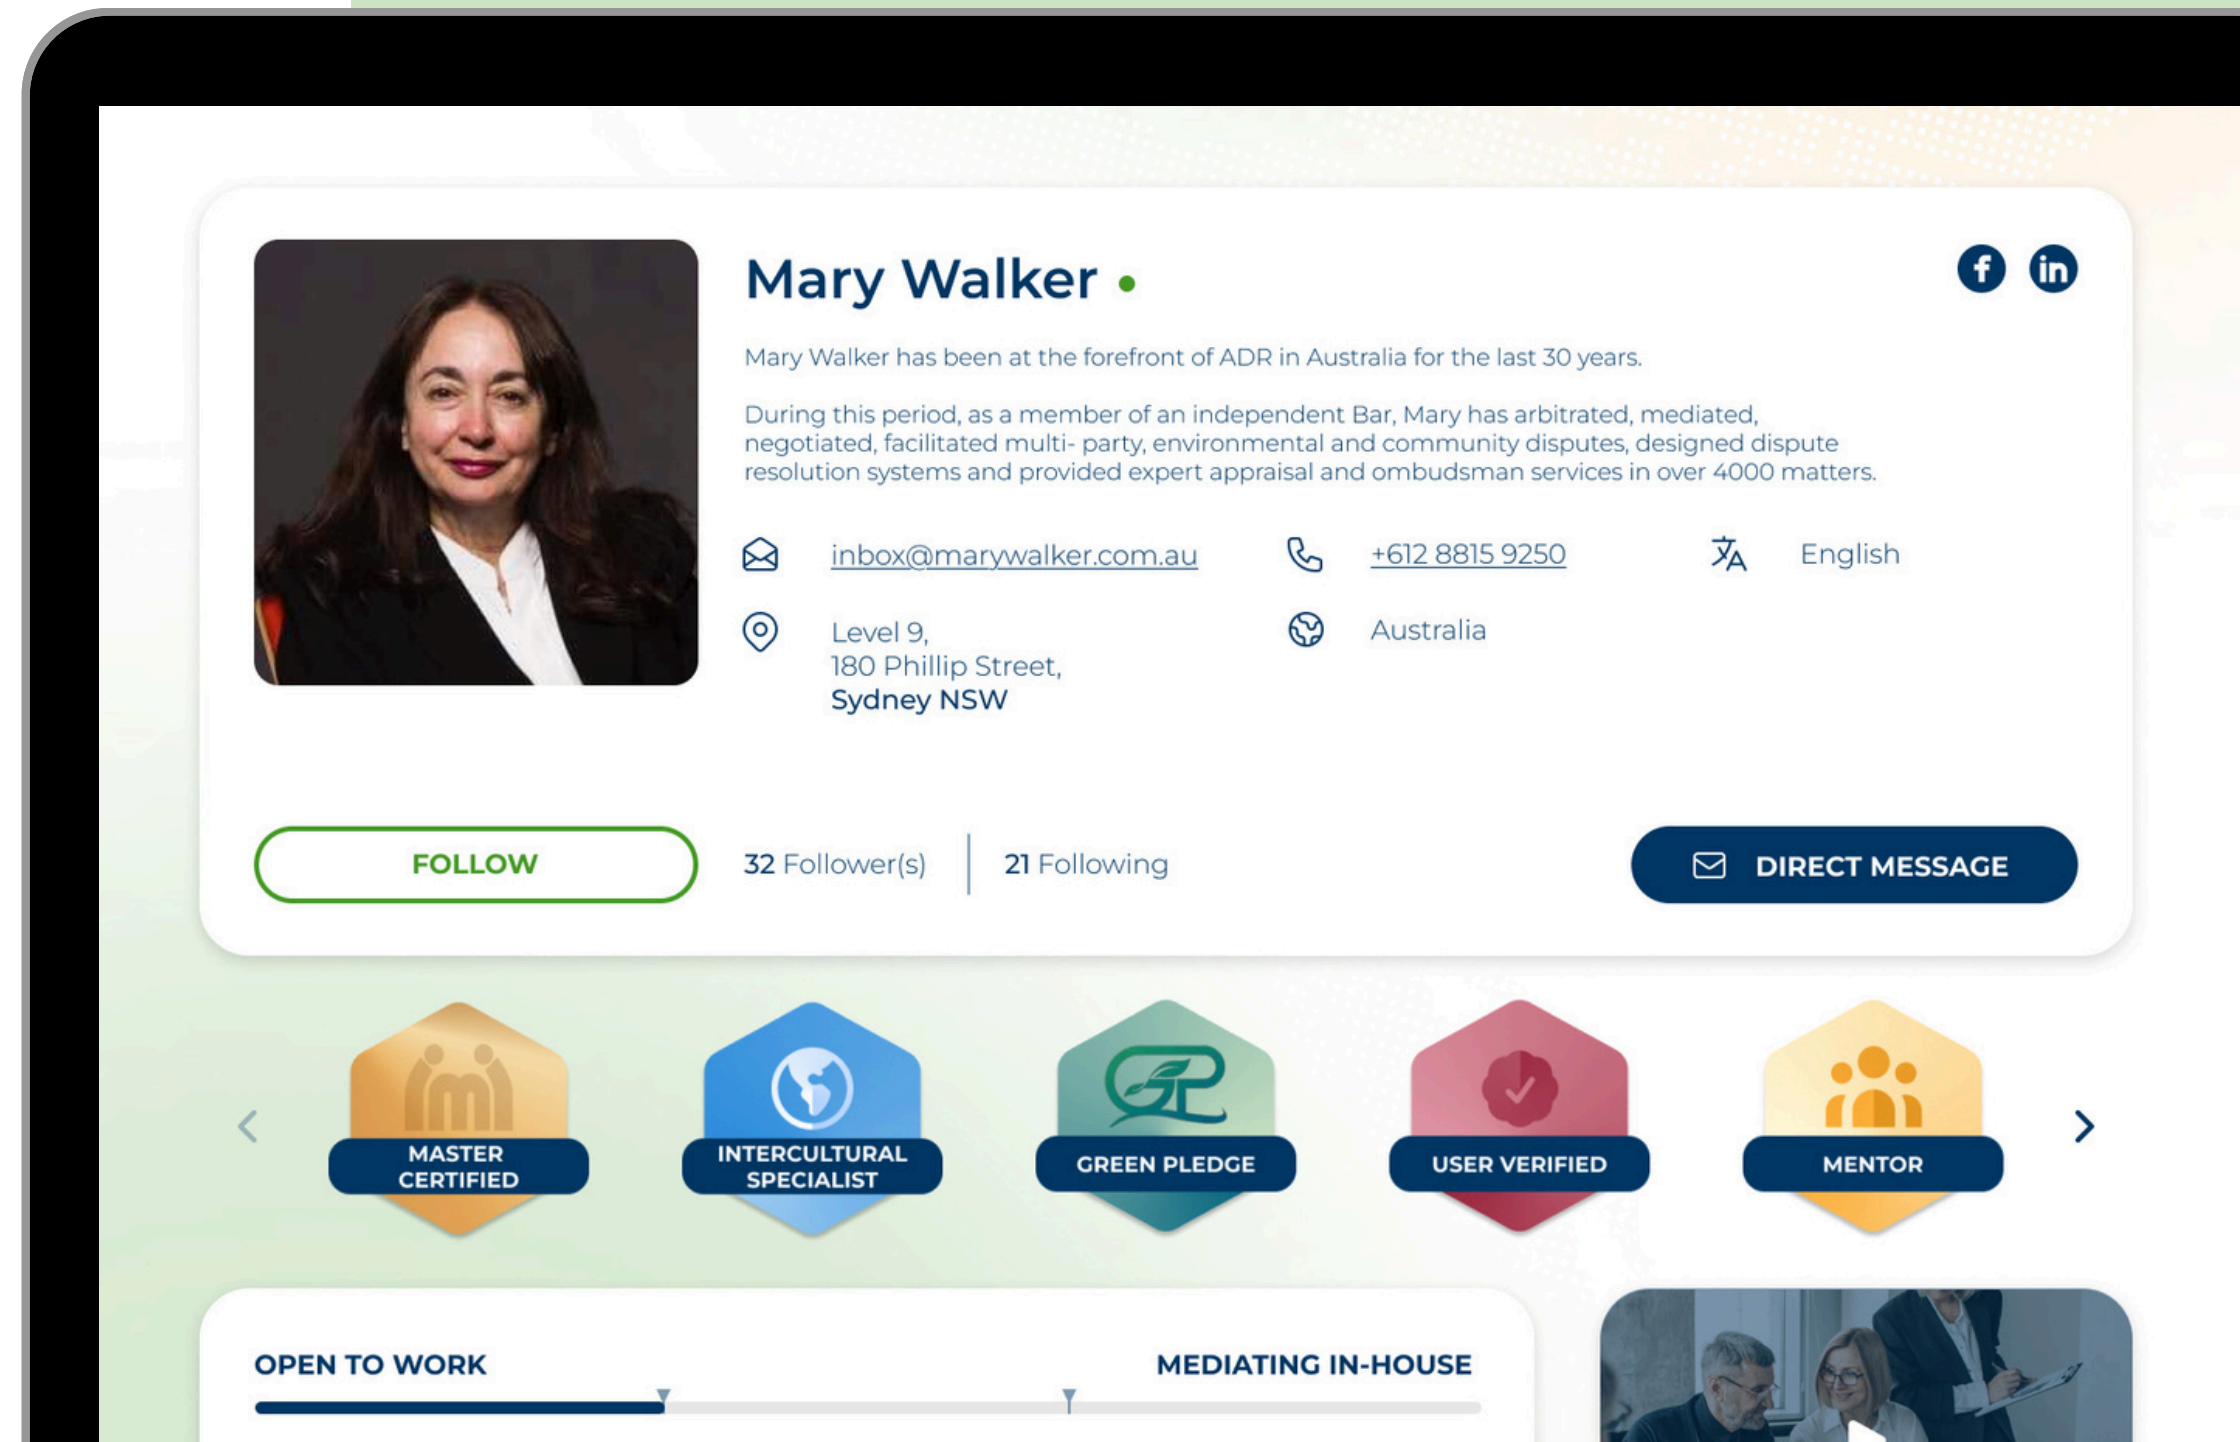 Mary Walker
f in
Mary Walker has been at the forefront of ADR in Australia for the last 30 years.
During this period, as a member of an independent Bar, Mary has arbitrated, mediated,
negotiated, facilitated multi- party, environmental and community disputes, designed dispute
resolution systems and provided expert appraisal and ombudsman services in over 4000 matters.
inbox@marywalker.com.au
+612 8815 9250
English
Level 9,
180 Phillip Street,
Sydney NSW
Australia
FOLLOW
32 Follower(s)
21 Following
DIRECT MESSAGE
MASTER
CERTIFIED
INTERCULTURAL
SPECIALIST
GP
GREEN PLEDGE
USER VERIFIED
MENTOR
OPEN TO WORK
MEDIATING IN-HOUSE